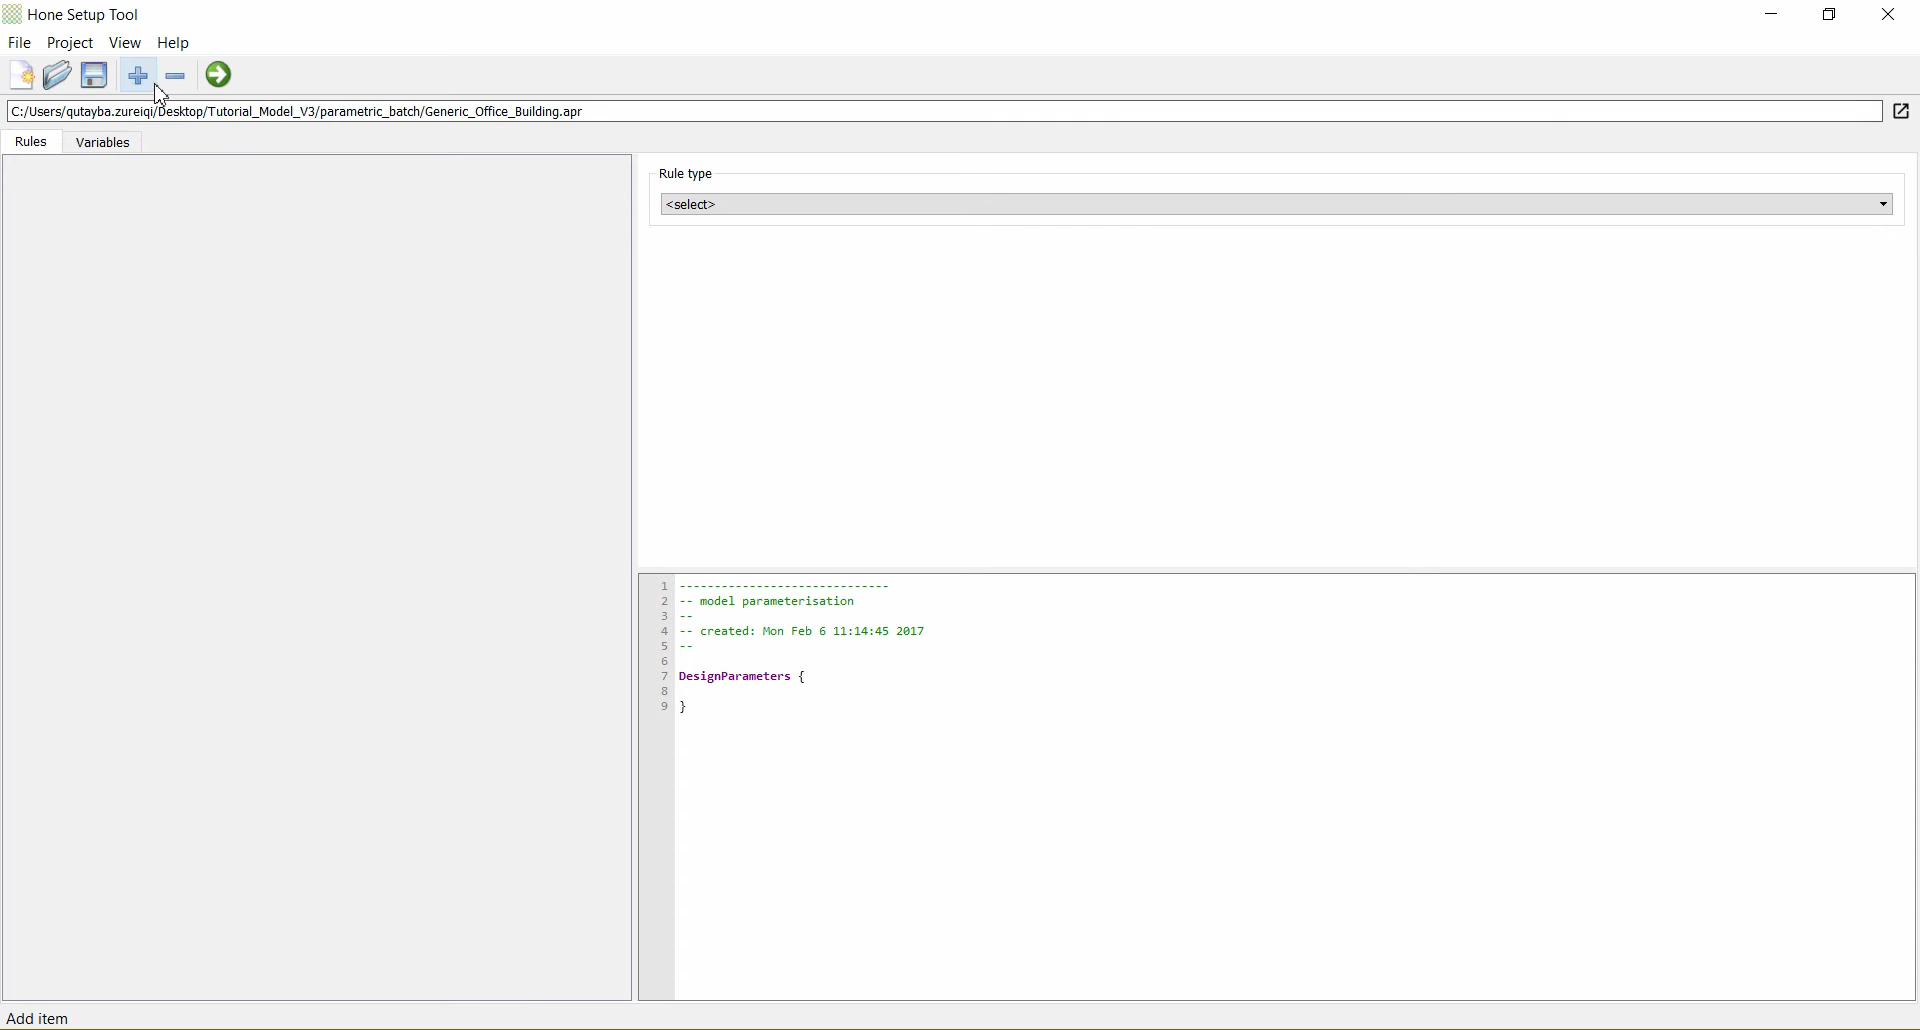 Hone Setup Tool
File Project View Help
C:/Users/qutayba.zureiqi/Desktop/Tutorial_Model_V3/parametric_batch/Generic_Office_Building.apr
Rules Variables
Rule type
<select>
1 ------------------------------
2 -- model parameterisation
3 --
4 -- created: Mon Feb 6 11:14:45 2017
5 --
6
7 DesignParameters {
8
9 }
Add item